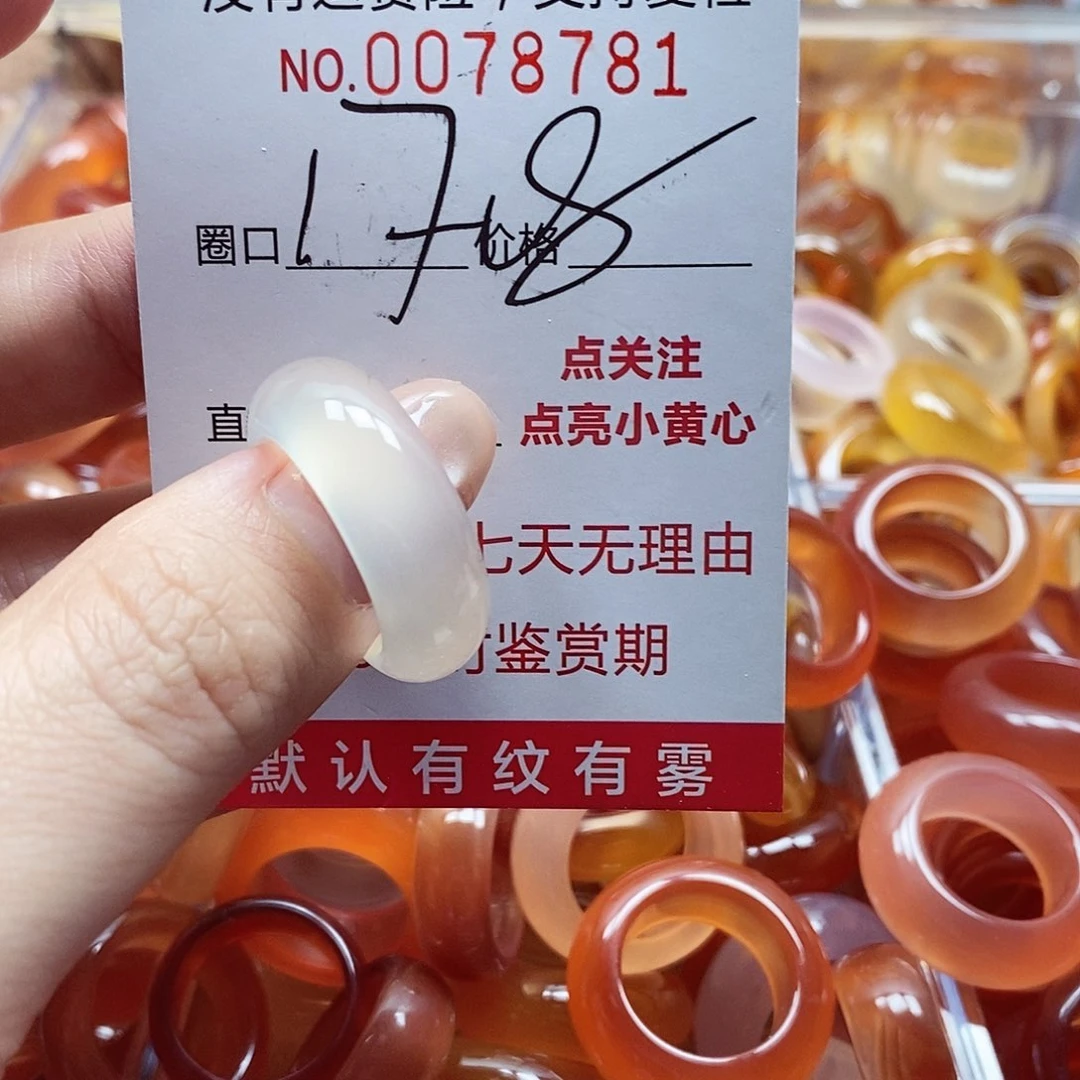 NO.0078781
圈口 17.8 价格
点关注
直
点亮小黄心
七天无理由
鉴赏期
默认有纹有雾